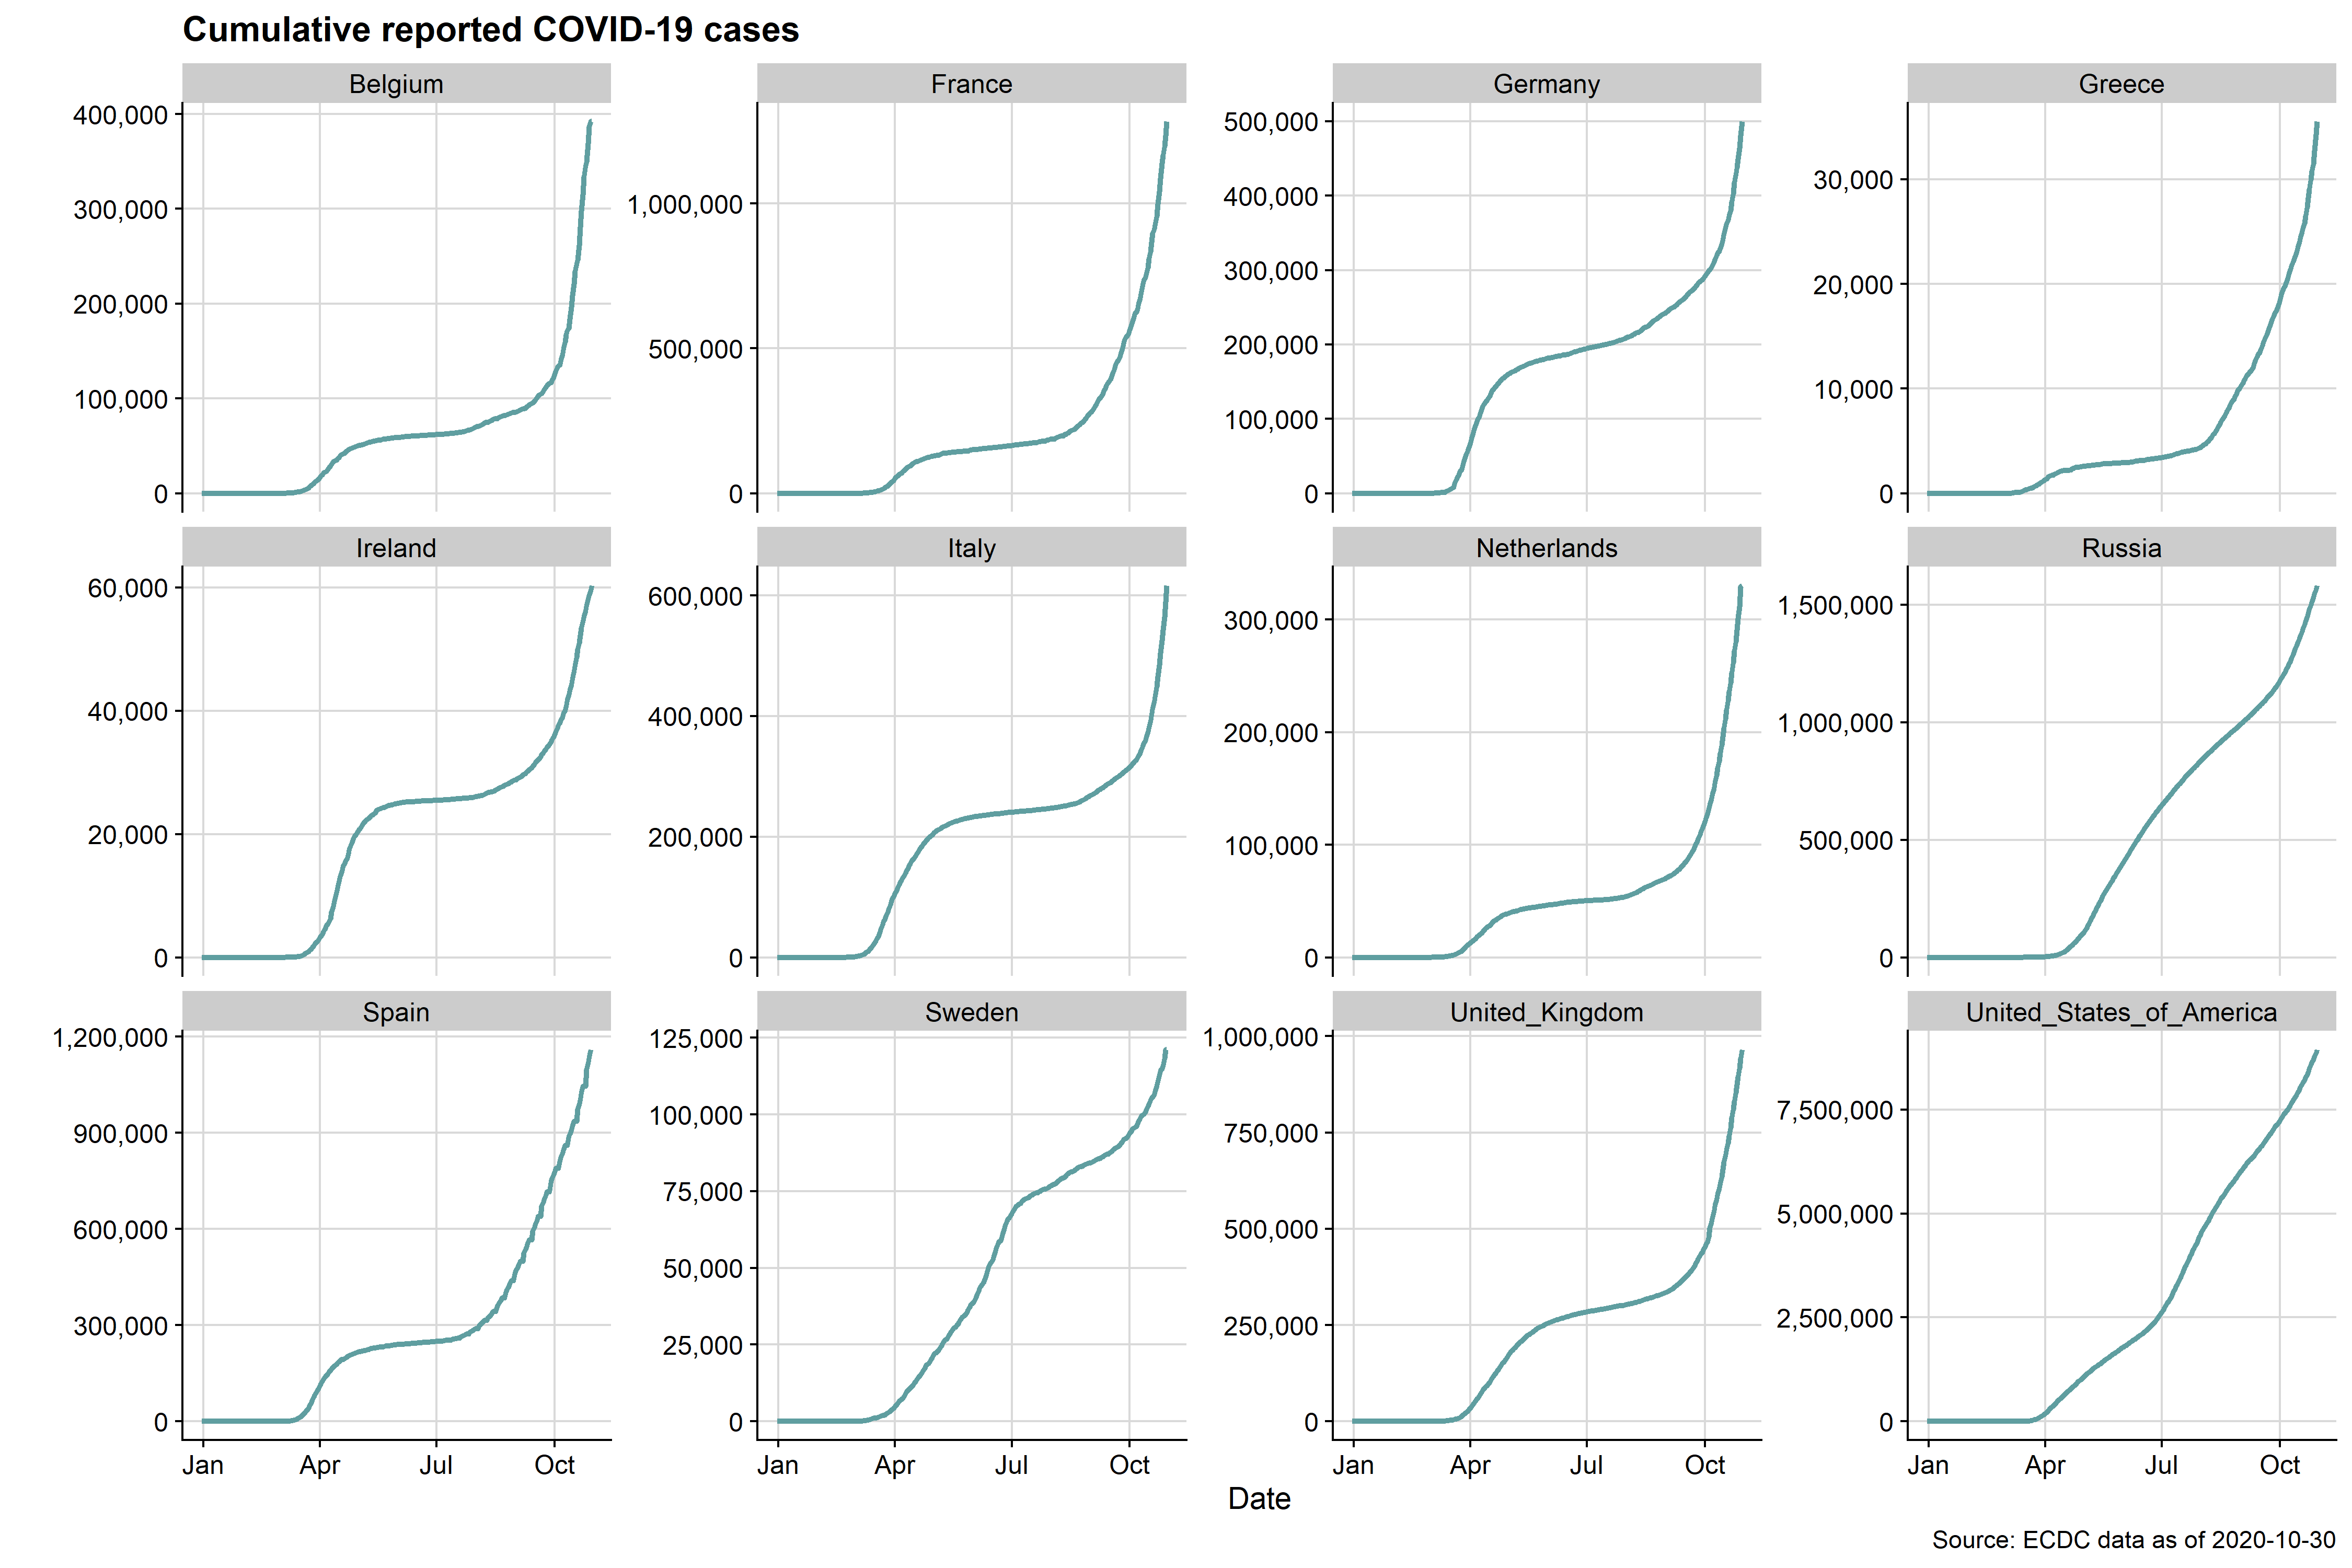 Cumulative reported COVID-19 cases
Belgium
400,000
300,000
200,000
100,000
0
France
1,000,000
500,000
0
Germany
500,000
400,000
300,000
200,000
100,000
0
Greece
30,000
20,000
10,000
0
Ireland
60,000
40,000
20,000
0
Italy
600,000
400,000
200,000
0
Netherlands
300,000
200,000
100,000
0
Russia
1,500,000
1,000,000
500,000
0
Spain
1,200,000
900,000
600,000
300,000
0
Jan Apr Jul Oct
Sweden
125,000
100,000
75,000
50,000
25,000
0
Jan Apr Jul Oct
United_Kingdom
1,000,000
750,000
500,000
250,000
0
Jan Apr Jul Oct
United_States_of_America
7,500,000
5,000,000
2,500,000
0
Jan Apr Jul Oct
Date
Source: ECDC data as of 2020-10-30